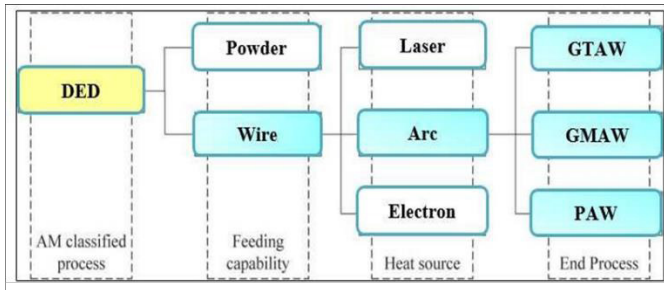 Powder
Laser
GTAW
DED
Wire
Arc
GMAW
Electron
PAW
AM classified
process
Feeding
capability
Heat source
End Process